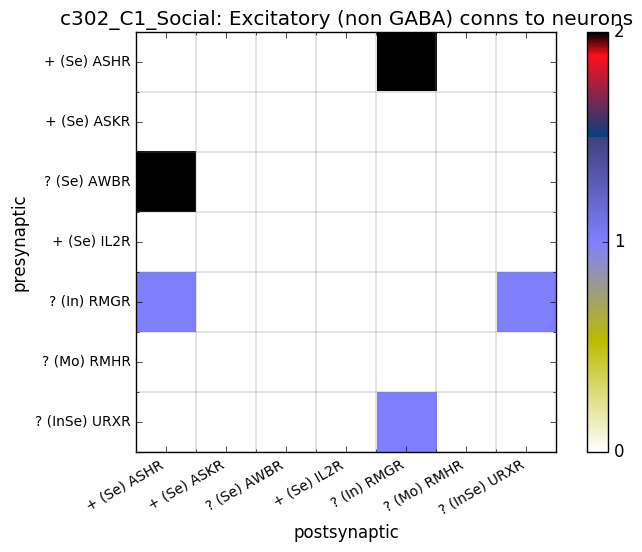 c302_C1_Social: Excitatory (non GABA) conns to neurons
presynaptic
+ (Se) ASHR
+ (Se) ASKR
? (Se) AWBR
+ (Se) IL2R
? (In) RMGR
? (Mo) RMHR
? (InSe) URXR
+ (Se) ASHR
+ (Se) ASKR
? (Se) AWBR
+ (Se) IL2R
? (In) RMGR
? (Mo) RMHR
? (InSe) URXR
postsynaptic
2
1
0